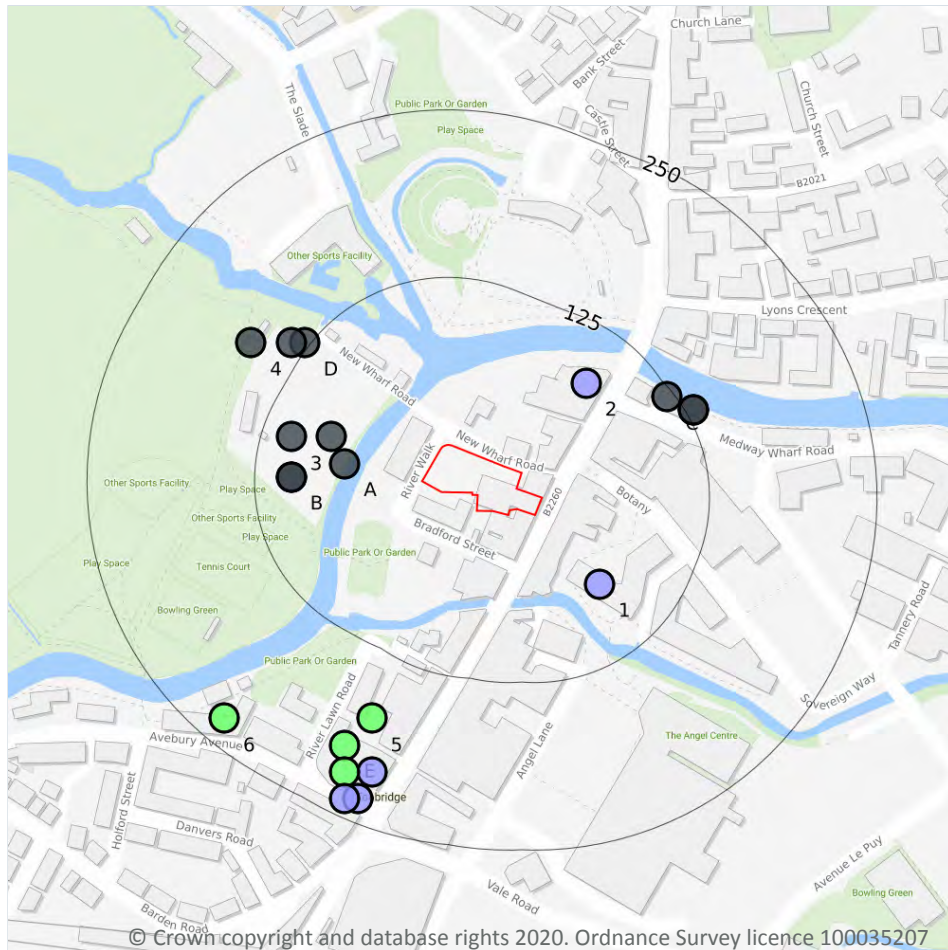 Church Lane
Bank Street
The Slade
Public Park Or Garden
Play Space
Castle Street
Church Street
250
B2021
Other Sports Facility
Lyons Crescent
125
4
D
New Wharf Road
2
Medway Wharf Road
New Wharf Road
3
A
B
River Walk
B2260
Botany
Other Sports Facility
Play Space
Other Sports Facility
Play Space
Tennis Court
Play Space
Bowling Green
Bradford Street
Public Park Or Garden
1
Tannery Road
Public Park Or Garden
River Lawn Road
Sovereign Way
Angel Lane
The Angel Centre
Avebury Avenue
6
5
E
Holford Street
Danvers Road
Barden Road
Vale Road
Avenue Le Puy
Bowling Green
© Crown copyright and database rights 2020. Ordnance Survey licence 100035207